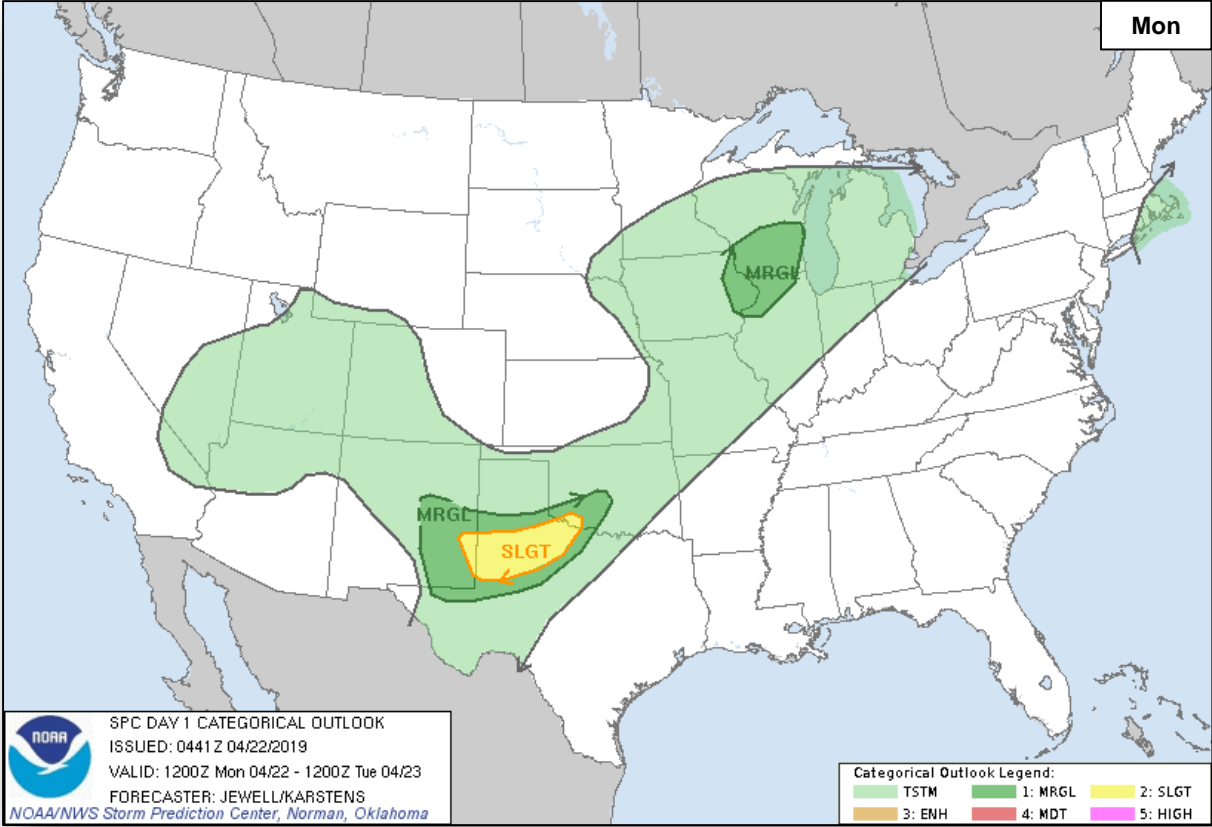 Mon
MRGL
MRGL
SLGT
NOAA
SPC DAY 1 CATEGORICAL OUTLOOK
ISSUED: 0441Z 04/22/2019
VALID: 1200Z Mon 04/22 - 1200Z Tue 04/23
FORECASTER: JEWELL/KARSTENS
NOAA/NWS Storm Prediction Center, Norman, Oklahoma
Categorical Outlook Legend:
TSTM 1: MRGL 2: SLGT
3: ENH 4: MDT 5: HIGH